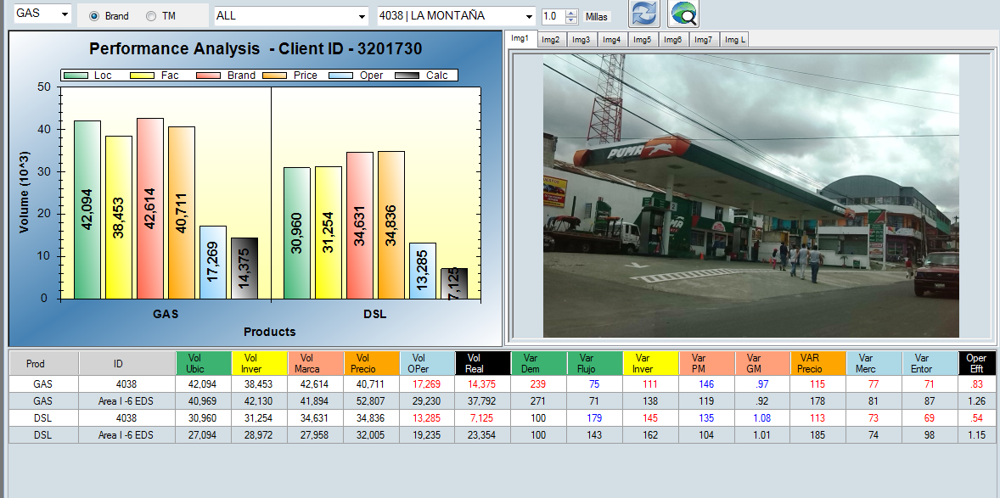 GAS Brand TM ALL 4038 | LA MONTAÑA 1.0 Millas
Img1 Img2 Img3 Img4 Img5 Img6 Img7 Img L
Performance Analysis - Client ID - 3201730
Loc Fac Brand Price Oper Calc
Volume (10^3)
50
40
30
20
10
0
42,094
38,453
42,614
40,711
17,269
14,375
30,960
31,254
34,631
34,836
13,285
7,125
GAS DSL
Products
PUMA
Prod ID Vol Ubic Vol Inver Vol Marca Vol Precio Vol OPer Vol Real Var Dem Var Flujo Var Inver Var PM Var GM VAR Precio Var Merc Var Entor Oper Efft
GAS 4038 42,094 38,453 42,614 40,711 17,269 14,375 239 75 111 146 .97 115 77 71 .83
GAS Area I -6 EDS 40,969 42,130 41,894 52,807 29,230 37,792 271 71 138 119 .92 178 81 87 1.26
DSL 4038 30,960 31,254 34,631 34,836 13,285 7,125 100 179 145 135 1.08 113 73 69 .54
DSL Area I -6 EDS 27,094 28,972 27,958 32,005 19,235 23,354 100 143 162 104 1.01 185 74 98 1.15